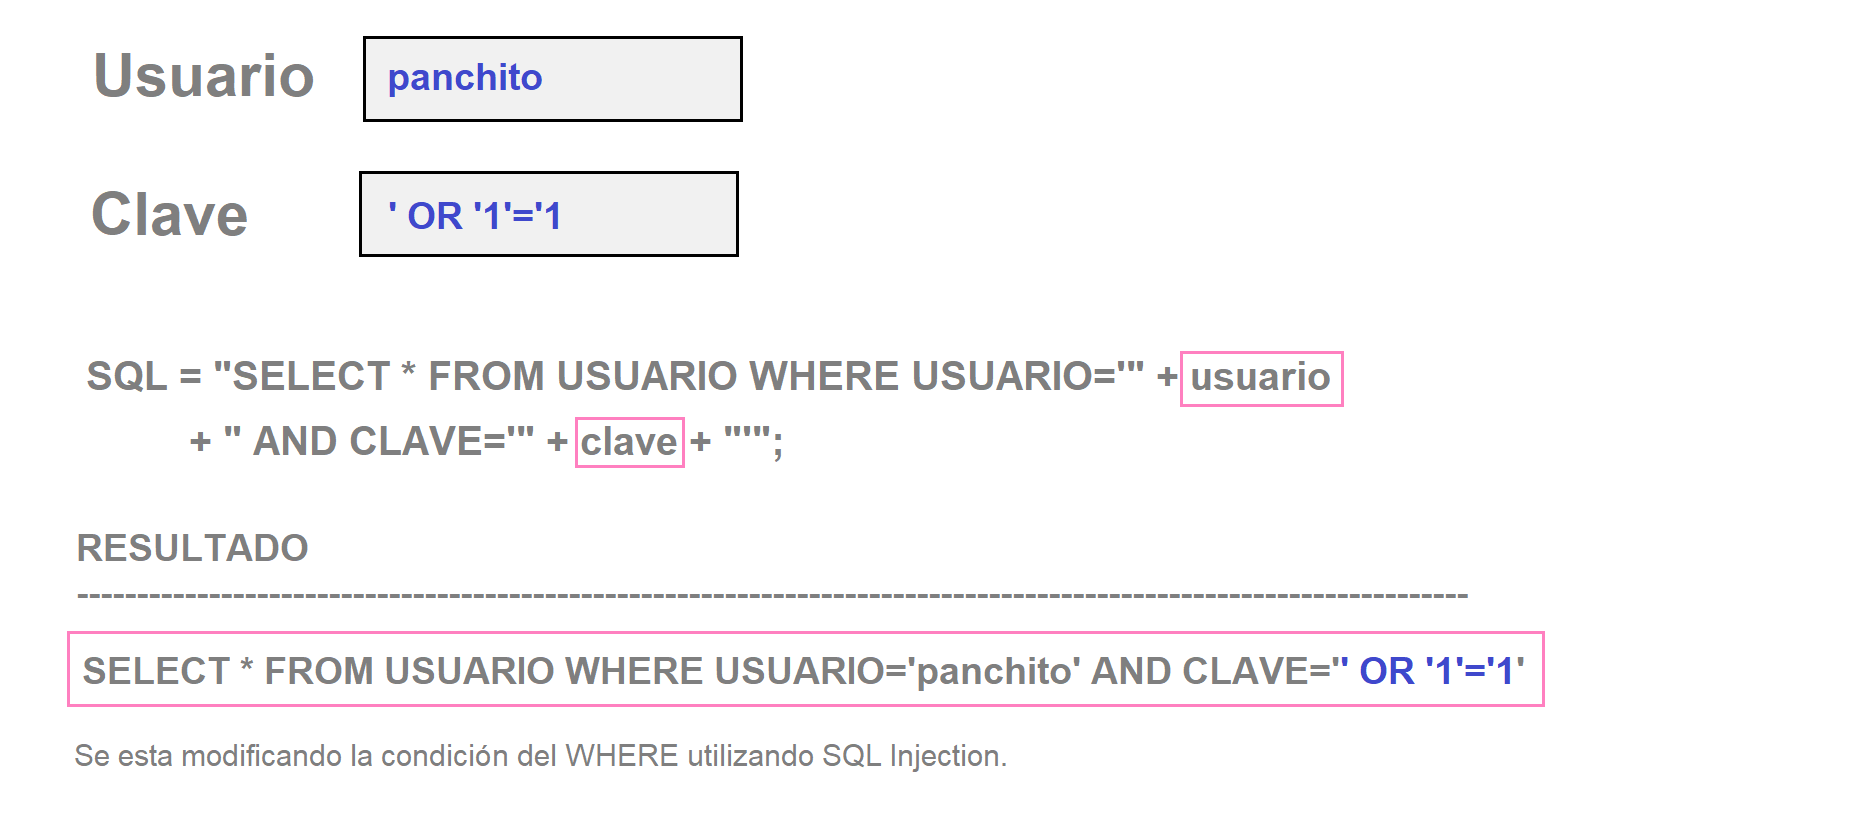 Usuario panchito
Clave ' OR '1'='1
SQL = "SELECT * FROM USUARIO WHERE USUARIO='" + usuario
+ " AND CLAVE='" + clave + "'";
RESULTADO
--------------------------------------------------------------------------------------------------------------------
SELECT * FROM USUARIO WHERE USUARIO='panchito' AND CLAVE='' OR '1'='1'
Se esta modificando la condición del WHERE utilizando SQL Injection.